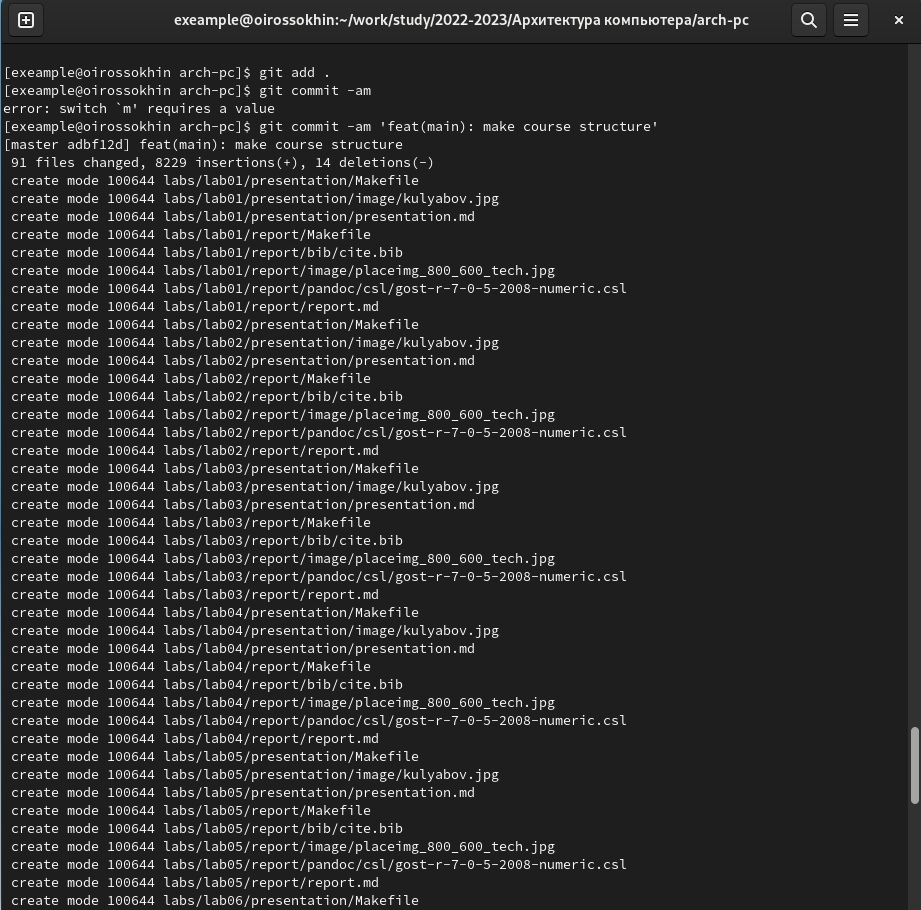 exeample@oirossokhin:~/work/study/2022-2023/Архитектура компьютера/arch-pc
[exeample@oirossokhin arch-pc]$ git add .
[exeample@oirossokhin arch-pc]$ git commit -am
error: switch `m' requires a value
[exeample@oirossokhin arch-pc]$ git commit -am 'feat(main): make course structure'
[master adbf12d] feat(main): make course structure
 91 files changed, 8229 insertions(+), 14 deletions(-)
 create mode 100644 labs/lab01/presentation/Makefile
 create mode 100644 labs/lab01/presentation/image/kulyabov.jpg
 create mode 100644 labs/lab01/presentation/presentation.md
 create mode 100644 labs/lab01/report/Makefile
 create mode 100644 labs/lab01/report/bib/cite.bib
 create mode 100644 labs/lab01/report/image/placeimg_800_600_tech.jpg
 create mode 100644 labs/lab01/report/pandoc/csl/gost-r-7-0-5-2008-numeric.csl
 create mode 100644 labs/lab01/report/report.md
 create mode 100644 labs/lab02/presentation/Makefile
 create mode 100644 labs/lab02/presentation/image/kulyabov.jpg
 create mode 100644 labs/lab02/presentation/presentation.md
 create mode 100644 labs/lab02/report/Makefile
 create mode 100644 labs/lab02/report/bib/cite.bib
 create mode 100644 labs/lab02/report/image/placeimg_800_600_tech.jpg
 create mode 100644 labs/lab02/report/pandoc/csl/gost-r-7-0-5-2008-numeric.csl
 create mode 100644 labs/lab02/report/report.md
 create mode 100644 labs/lab03/presentation/Makefile
 create mode 100644 labs/lab03/presentation/image/kulyabov.jpg
 create mode 100644 labs/lab03/presentation/presentation.md
 create mode 100644 labs/lab03/report/Makefile
 create mode 100644 labs/lab03/report/bib/cite.bib
 create mode 100644 labs/lab03/report/image/placeimg_800_600_tech.jpg
 create mode 100644 labs/lab03/report/pandoc/csl/gost-r-7-0-5-2008-numeric.csl
 create mode 100644 labs/lab03/report/report.md
 create mode 100644 labs/lab04/presentation/Makefile
 create mode 100644 labs/lab04/presentation/image/kulyabov.jpg
 create mode 100644 labs/lab04/presentation/presentation.md
 create mode 100644 labs/lab04/report/Makefile
 create mode 100644 labs/lab04/report/bib/cite.bib
 create mode 100644 labs/lab04/report/image/placeimg_800_600_tech.jpg
 create mode 100644 labs/lab04/report/pandoc/csl/gost-r-7-0-5-2008-numeric.csl
 create mode 100644 labs/lab04/report/report.md
 create mode 100644 labs/lab05/presentation/Makefile
 create mode 100644 labs/lab05/presentation/image/kulyabov.jpg
 create mode 100644 labs/lab05/presentation/presentation.md
 create mode 100644 labs/lab05/report/Makefile
 create mode 100644 labs/lab05/report/bib/cite.bib
 create mode 100644 labs/lab05/report/image/placeimg_800_600_tech.jpg
 create mode 100644 labs/lab05/report/pandoc/csl/gost-r-7-0-5-2008-numeric.csl
 create mode 100644 labs/lab05/report/report.md
 create mode 100644 labs/lab06/presentation/Makefile